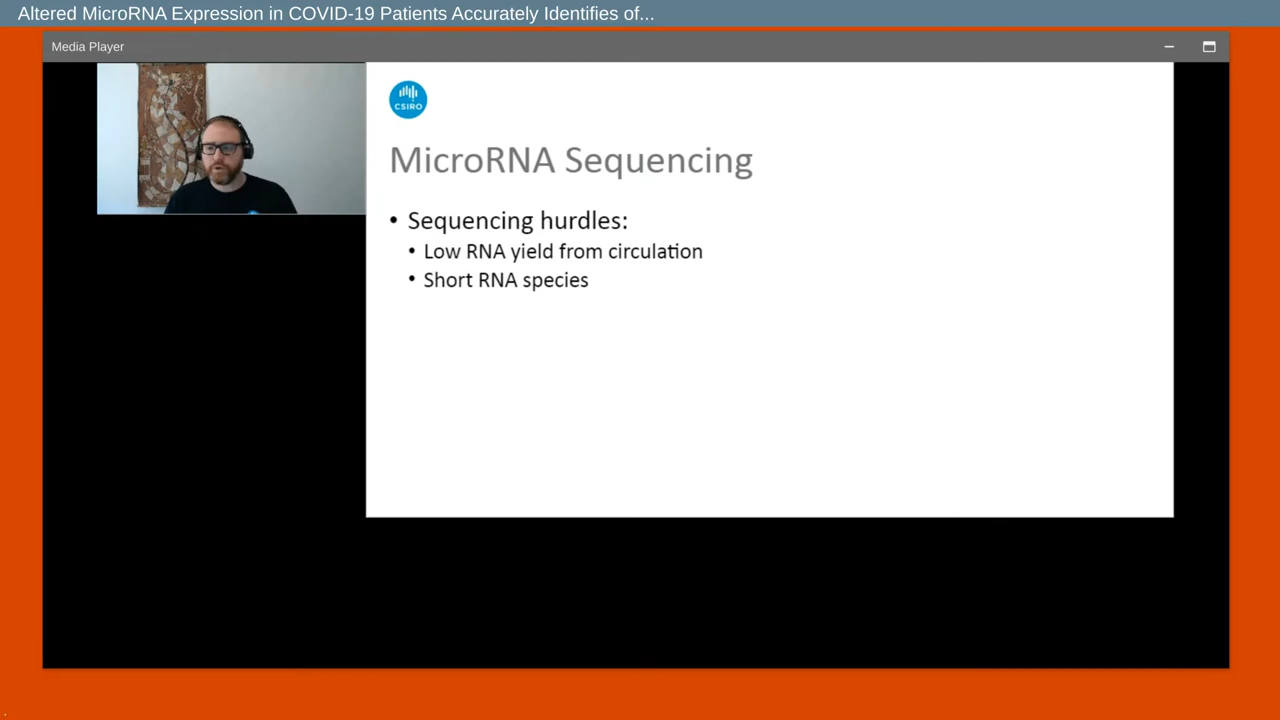 Altered MicroRNA Expression in COVID-19 Patients Accurately Identifies of...
Media Player
CSIRO
MicroRNA Sequencing
• Sequencing hurdles:
• Low RNA yield from circulation
• Short RNA species